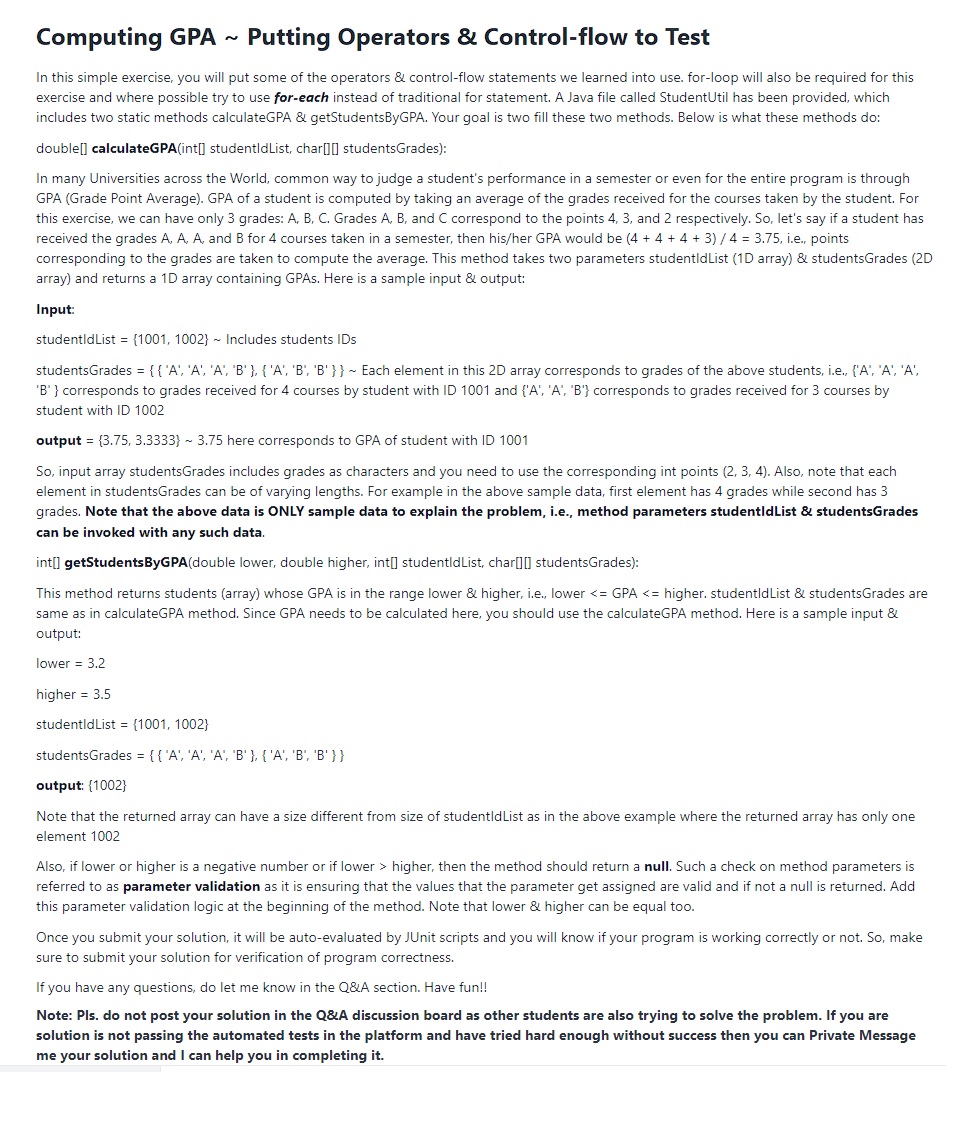 Computing GPA ~ Putting Operators & Control-flow to Test
In this simple exercise, you will put some of the operators & control-flow statements we learned into use. for-loop will also be required for this
exercise and where possible try to use for-each instead of traditional for statement. A Java file called StudentUtil has been provided, which
includes two static methods calculateGPA & getStudentsByGPA. Your goal is two fill these two methods. Below is what these methods do:
double[] calculateGPA(int[] studentIdList, char[][] studentsGrades):
In many Universities across the World, common way to judge a student's performance in a semester or even for the entire program is through
GPA (Grade Point Average). GPA of a student is computed by taking an average of the grades received for the courses taken by the student. For
this exercise, we can have only 3 grades: A, B, C. Grades A, B, and C correspond to the points 4, 3, and 2 respectively. So, let's say if a student has
received the grades A, A, A, and B for 4 courses taken in a semester, then his/her GPA would be (4 + 4 + 4 + 3) / 4 = 3.75, i.e., points
corresponding to the grades are taken to compute the average. This method takes two parameters studentIdList (1D array) & studentsGrades (2D
array) and returns a 1D array containing GPAs. Here is a sample input & output:
Input:
studentIdList = {1001, 1002} ~ Includes students IDs
studentsGrades = { { 'A', 'A', 'A', 'B' }, { 'A', 'B', 'B' } } ~ Each element in this 2D array corresponds to grades of the above students, i.e., {'A', 'A', 'A',
'B' } corresponds to grades received for 4 courses by student with ID 1001 and {'A', 'A', 'B'} corresponds to grades received for 3 courses by
student with ID 1002
output = {3.75, 3.3333} ~ 3.75 here corresponds to GPA of student with ID 1001
So, input array studentsGrades includes grades as characters and you need to use the corresponding int points (2, 3, 4). Also, note that each
element in studentsGrades can be of varying lengths. For example in the above sample data, first element has 4 grades while second has 3
grades. Note that the above data is ONLY sample data to explain the problem, i.e., method parameters studentIdList & studentsGrades
can be invoked with any such data.
int[] getStudentsByGPA(double lower, double higher, int[] studentIdList, char[][] studentsGrades):
This method returns students (array) whose GPA is in the range lower & higher, i.e., lower <= GPA <= higher. studentIdList & studentsGrades are
same as in calculateGPA method. Since GPA needs to be calculated here, you should use the calculateGPA method. Here is a sample input &
output:
lower = 3.2
higher = 3.5
studentIdList = {1001, 1002}
studentsGrades = { { 'A', 'A', 'A', 'B' }, { 'A', 'B', 'B' } }
output: {1002}
Note that the returned array can have a size different from size of studentIdList as in the above example where the returned array has only one
element 1002
Also, if lower or higher is a negative number or if lower > higher, then the method should return a null. Such a check on method parameters is
referred to as parameter validation as it is ensuring that the values that the parameter get assigned are valid and if not a null is returned. Add
this parameter validation logic at the beginning of the method. Note that lower & higher can be equal too.
Once you submit your solution, it will be auto-evaluated by JUnit scripts and you will know if your program is working correctly or not. So, make
sure to submit your solution for verification of program correctness.
If you have any questions, do let me know in the Q&A section. Have fun!!
Note: Pls. do not post your solution in the Q&A discussion board as other students are also trying to solve the problem. If you are
solution is not passing the automated tests in the platform and have tried hard enough without success then you can Private Message
me your solution and I can help you in completing it.